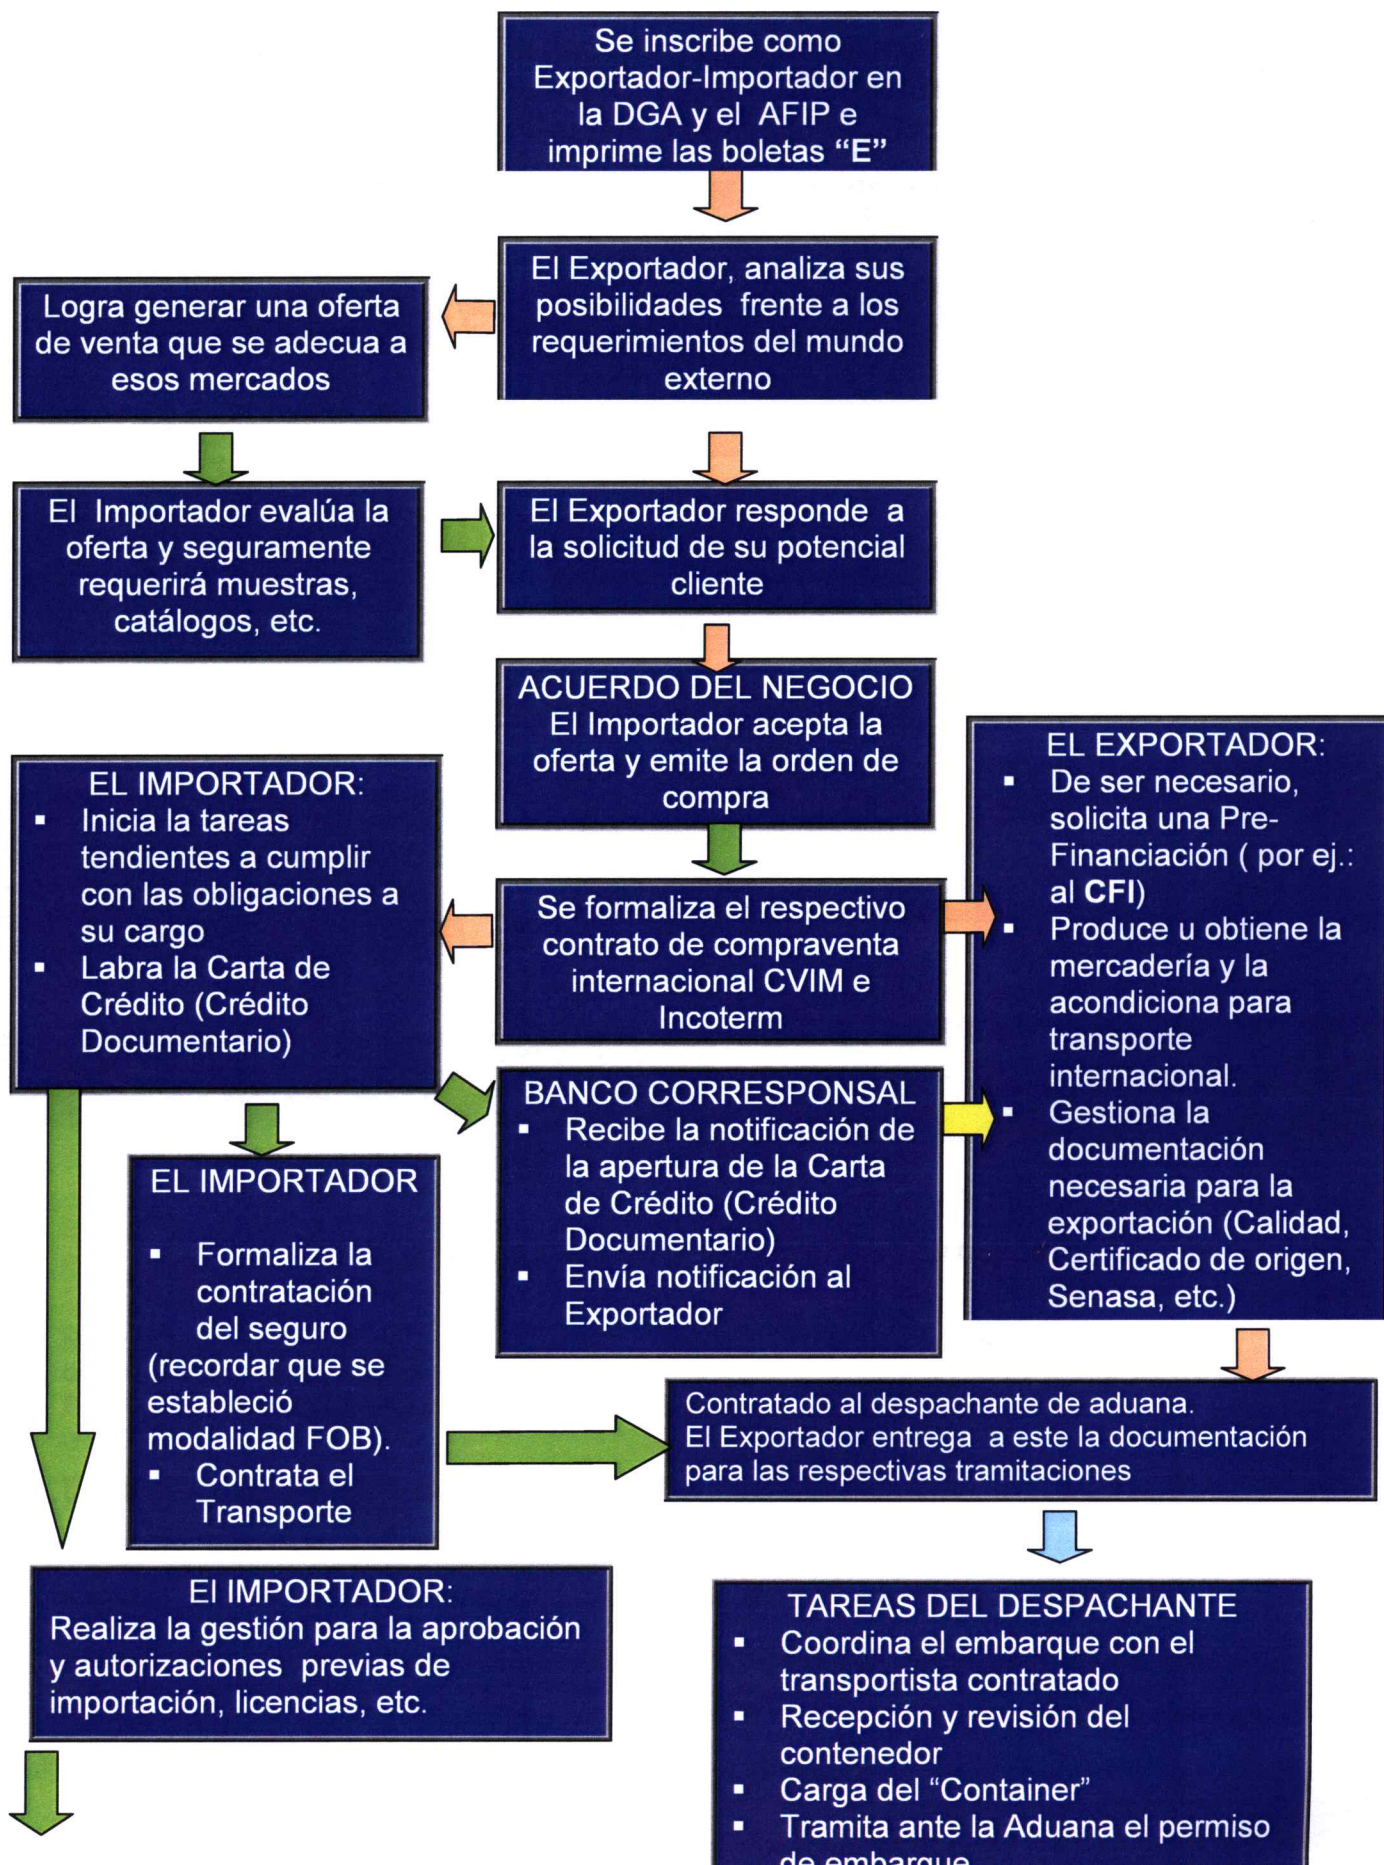 Se inscribe como
Exportador-Importador en
la DGA y el AFIP e
imprime las boletas “E”
El Exportador, analiza sus
posibilidades frente a los
requerimientos del mundo
externo
Logra generar una oferta
de venta que se adecua a
esos mercados
El Importador evalúa la
oferta y seguramente
requerirá muestras,
catálogos, etc.
El Exportador responde a
la solicitud de su potencial
cliente
ACUERDO DEL NEGOCIO
El Importador acepta la
oferta y emite la orden de
compra
EL IMPORTADOR:
▪ Inicia la tareas
tendientes a cumplir
con las obligaciones a
su cargo
▪ Labra la Carta de
Crédito (Crédito
Documentario)
Se formaliza el respectivo
contrato de compraventa
internacional CVIM e
Incoterm
EL EXPORTADOR:
▪ De ser necesario,
solicita una Pre-
Financiación ( por ej.:
al CFI)
▪ Produce u obtiene la
mercadería y la
acondiciona para
transporte
internacional.
▪ Gestiona la
documentación
necesaria para la
exportación (Calidad,
Certificado de origen,
Senasa, etc.)
BANCO CORRESPONSAL
▪ Recibe la notificación de
la apertura de la Carta
de Crédito (Crédito
Documentario)
▪ Envía notificación al
Exportador
EL IMPORTADOR
▪ Formaliza la
contratación
del seguro
(recordar que se
estableció
modalidad FOB).
▪ Contrata el
Transporte
Contratado al despachante de aduana.
El Exportador entrega a este la documentación
para las respectivas tramitaciones
El IMPORTADOR:
Realiza la gestión para la aprobación
y autorizaciones previas de
importación, licencias, etc.
TAREAS DEL DESPACHANTE
▪ Coordina el embarque con el
transportista contratado
▪ Recepción y revisión del
contenedor
▪ Carga del “Container”
▪ Tramita ante la Aduana el permiso
de embarque